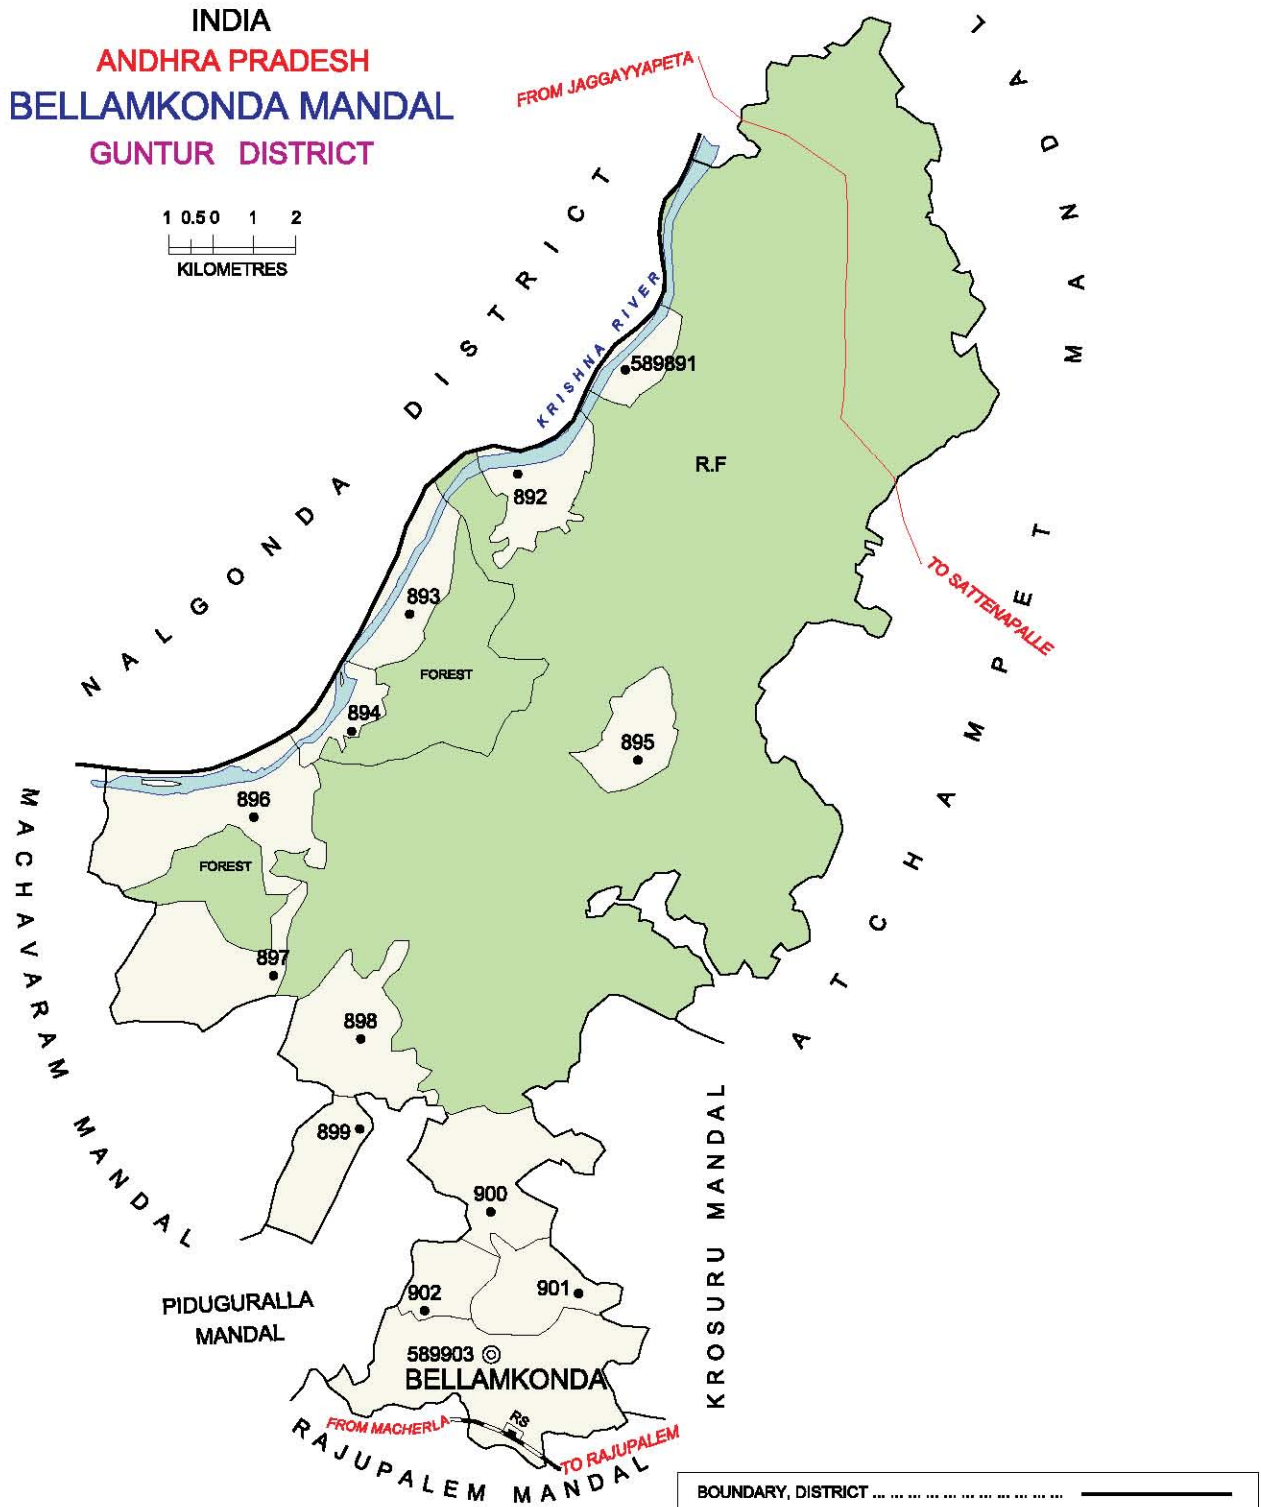 INDIA
ANDHRA PRADESH
BELLAMKONDA MANDAL
GUNTUR DISTRICT
1 0.5 0 1 2
KILOMETRES
FROM JAGGAYYAPETA
NALGONDA DISTRICT
KRISHNA RIVER
589891
R.F
892
TO SATTENAPALLE
893
FOREST
894
895
896
FOREST
ATCHAMPET MANDAL
MACHAVARAM MANDAL
897
898
899
900
KROSURU MANDAL
901
902
PIDUGURALLA
MANDAL
589903
BELLAMKONDA
RS
FROM MACHERLA
TO RAJUPALEM
RAJUPALEM MANDAL
BOUNDARY, DISTRICT ... ... ... ... ... ... ... ... ... ... ...